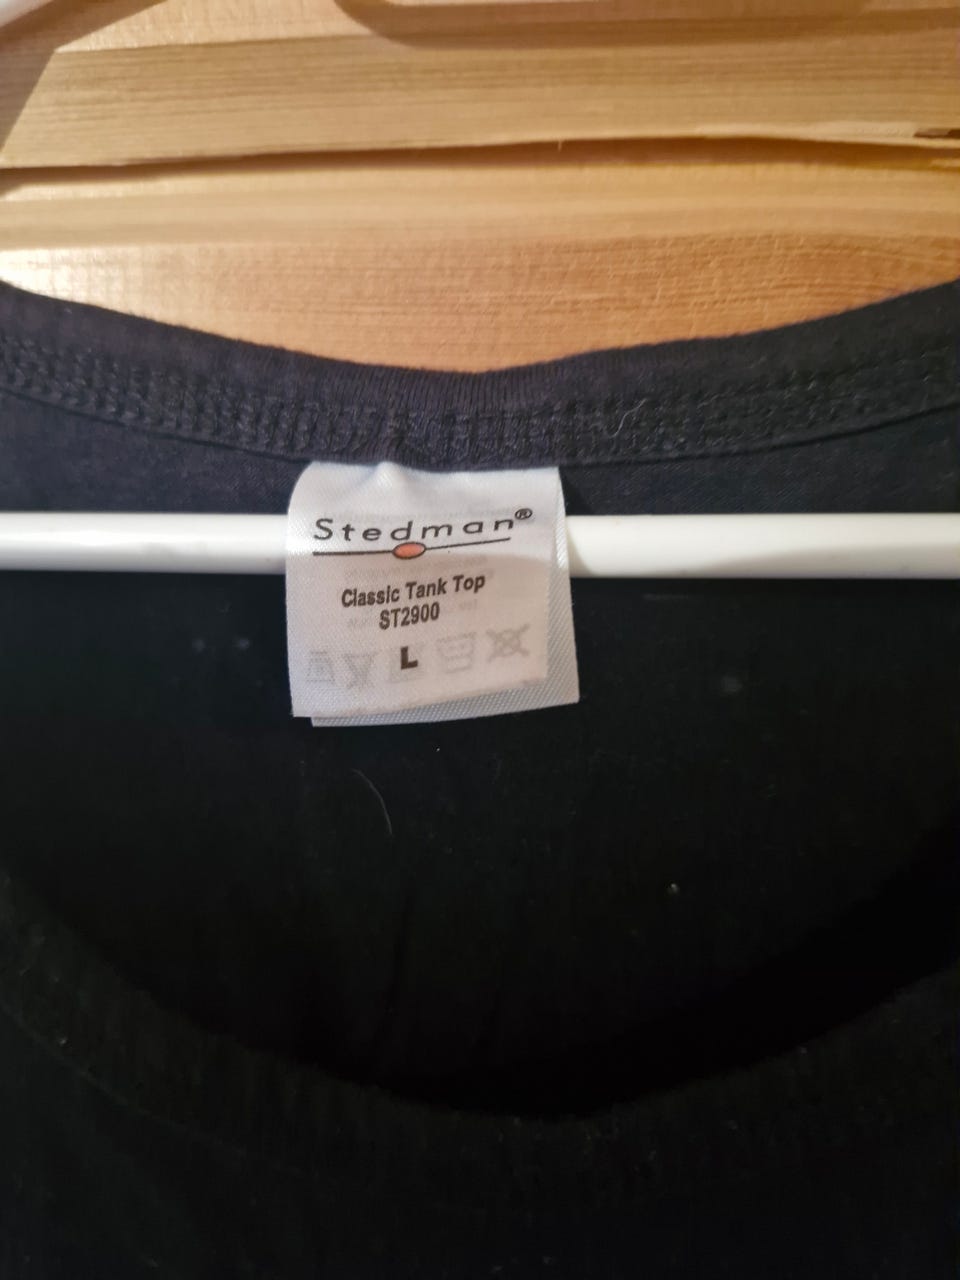 Stedman®
Classic Tank Top
ST2900
L